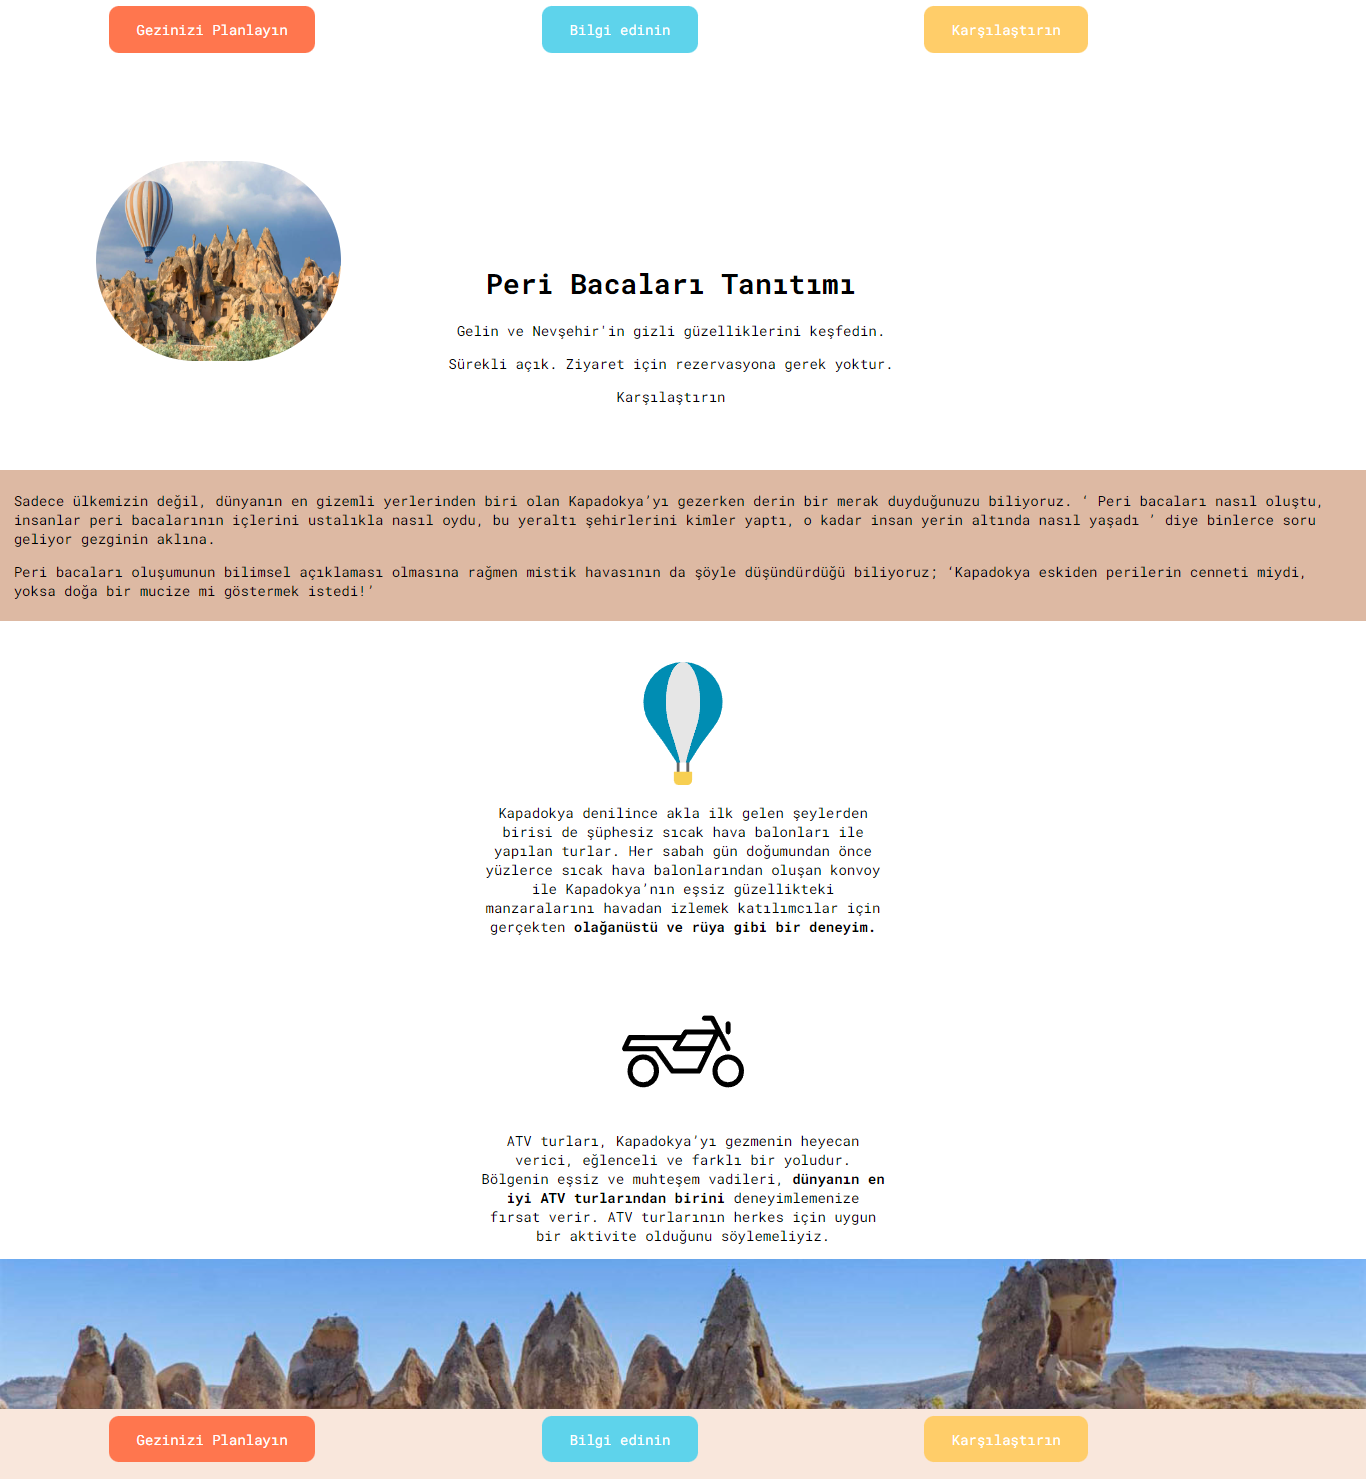 Gezinizi Planlayın
Bilgi edinin
Karşılaştırın
Peri Bacaları Tanıtımı
Gelin ve Nevşehir'in gizli güzelliklerini keşfedin.
Sürekli açık. Ziyaret için rezervasyona gerek yoktur.
Karşılaştırın
Sadece ülkemizin değil, dünyanın en gizemli yerlerinden biri olan Kapadokya’yı gezerken derin bir merak duyduğunuzu biliyoruz. ‘ Peri bacaları nasıl oluştu,
insanlar peri bacalarının içlerini ustalıkla nasıl oydu, bu yeraltı şehirlerini kimler yaptı, o kadar insan yerin altında nasıl yaşadı ’ diye binlerce soru
geliyor gezginin aklına.
Peri bacaları oluşumunun bilimsel açıklaması olmasına rağmen mistik havasının da şöyle düşündürdüğü biliyoruz; ‘Kapadokya eskiden perilerin cenneti miydi,
yoksa doğa bir mucize mi göstermek istedi!’
Kapadokya denilince akla ilk gelen şeylerden
birisi de şüphesiz sıcak hava balonları ile
yapılan turlar. Her sabah gün doğumundan önce
yüzlerce sıcak hava balonlarından oluşan konvoy
ile Kapadokya’nın eşsiz güzellikteki
manzaralarını havadan izlemek katılımcılar için
gerçekten olağanüstü ve rüya gibi bir deneyim.
ATV turları, Kapadokya’yı gezmenin heyecan
verici, eğlenceli ve farklı bir yoludur.
Bölgenin eşsiz ve muhteşem vadileri, dünyanın en
iyi ATV turlarından birini deneyimlemenize
fırsat verir. ATV turlarının herkes için uygun
bir aktivite olduğunu söylemeliyiz.
Gezinizi Planlayın
Bilgi edinin
Karşılaştırın